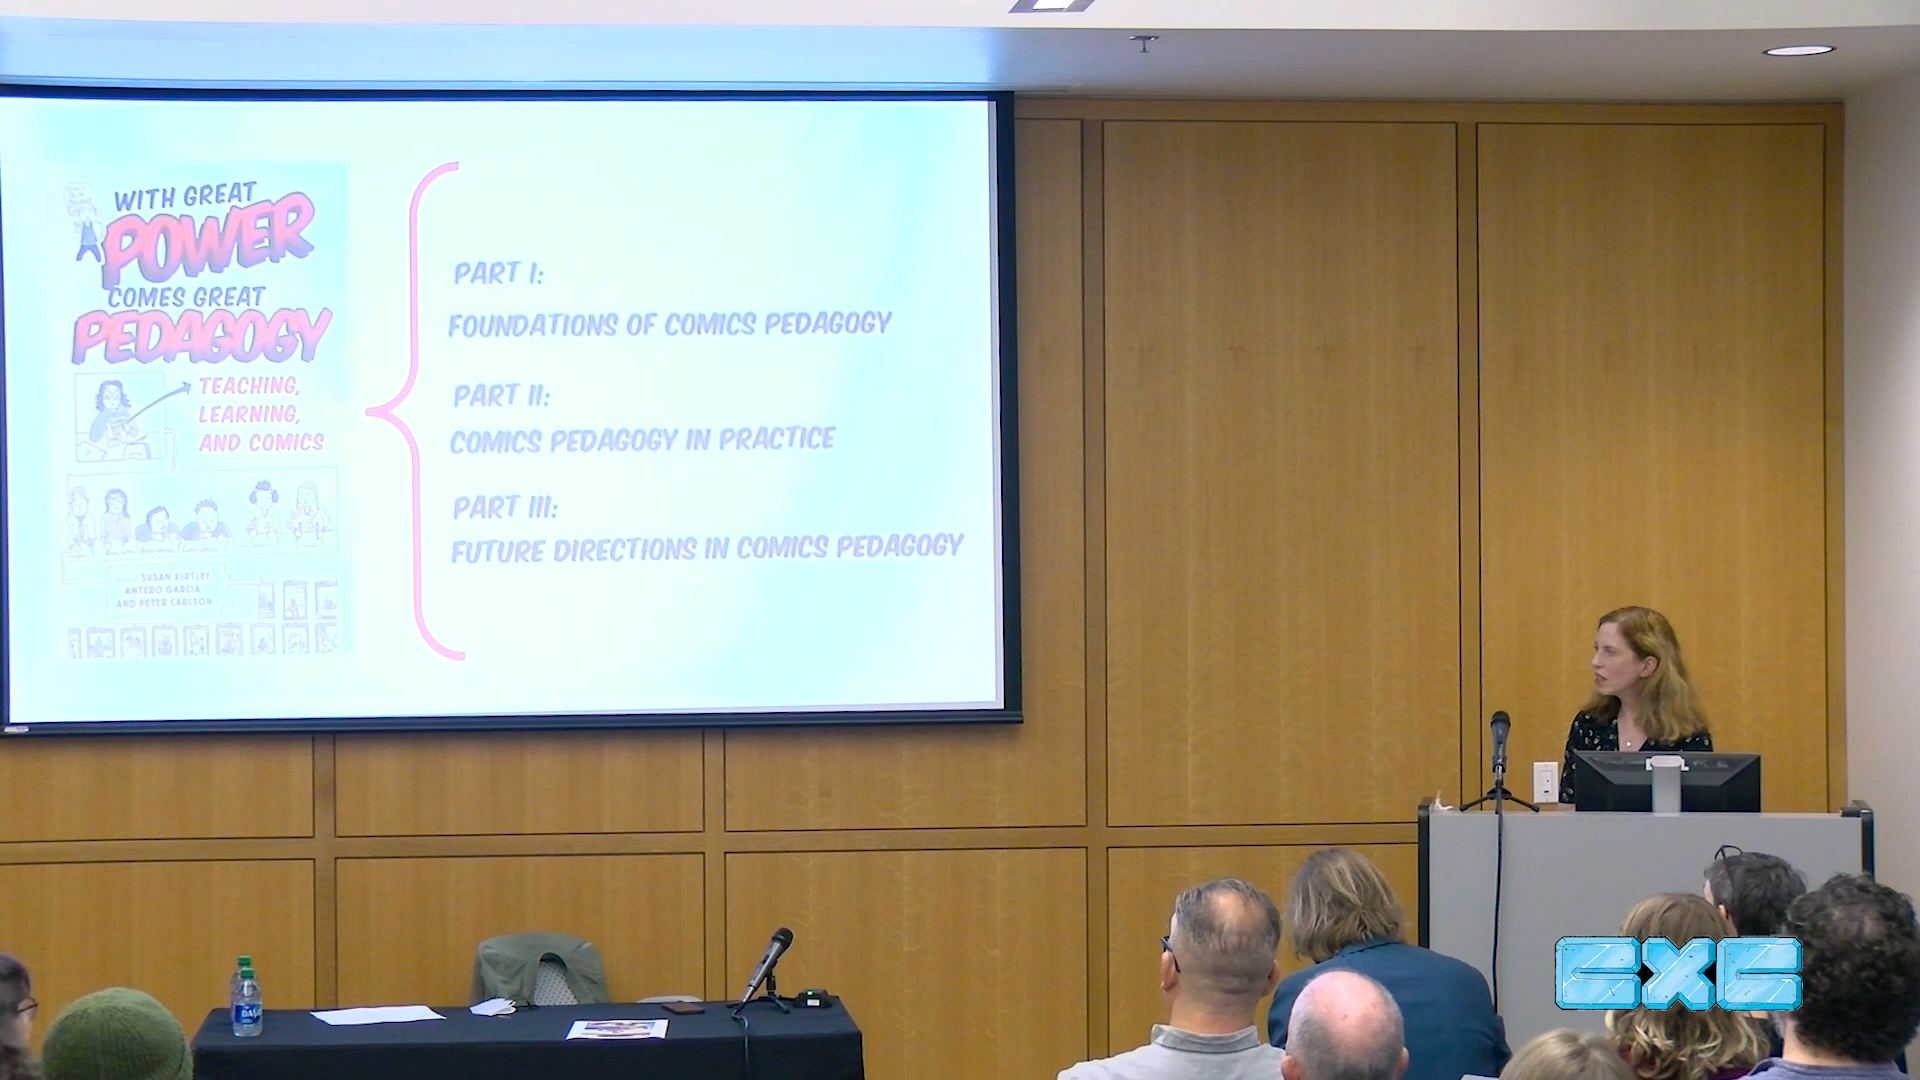 WITH GREAT
POWER
COMES GREAT
PEDAGOGY
TEACHING,
LEARNING,
AND COMICS
SUSAN KIRTLEY
ANTERO GARCIA,
AND PETER CARLSON
PART I:
FOUNDATIONS OF COMICS PEDAGOGY
PART II:
COMICS PEDAGOGY IN PRACTICE
PART III:
FUTURE DIRECTIONS IN COMICS PEDAGOGY
CXC